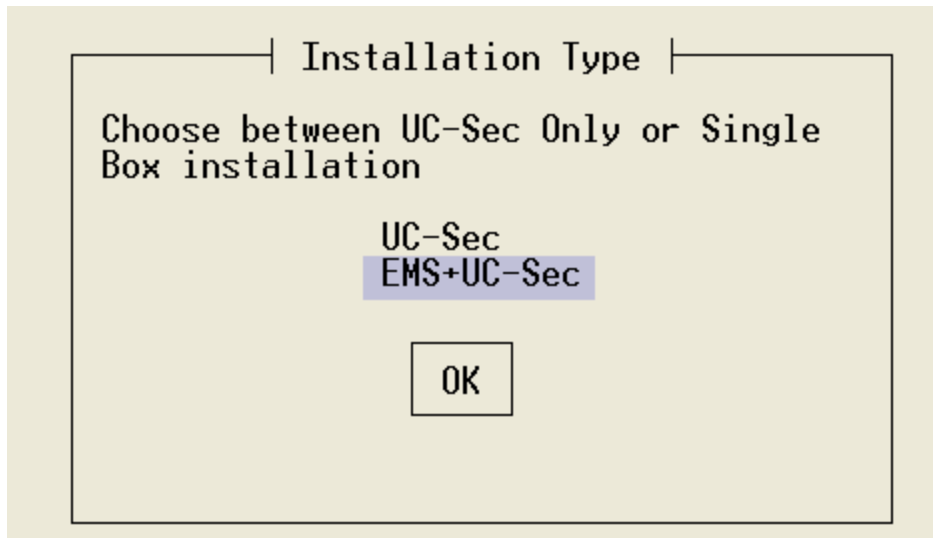 Installation Type
Choose between UC-Sec Only or Single
Box installation
UC-Sec
EMS+UC-Sec
OK